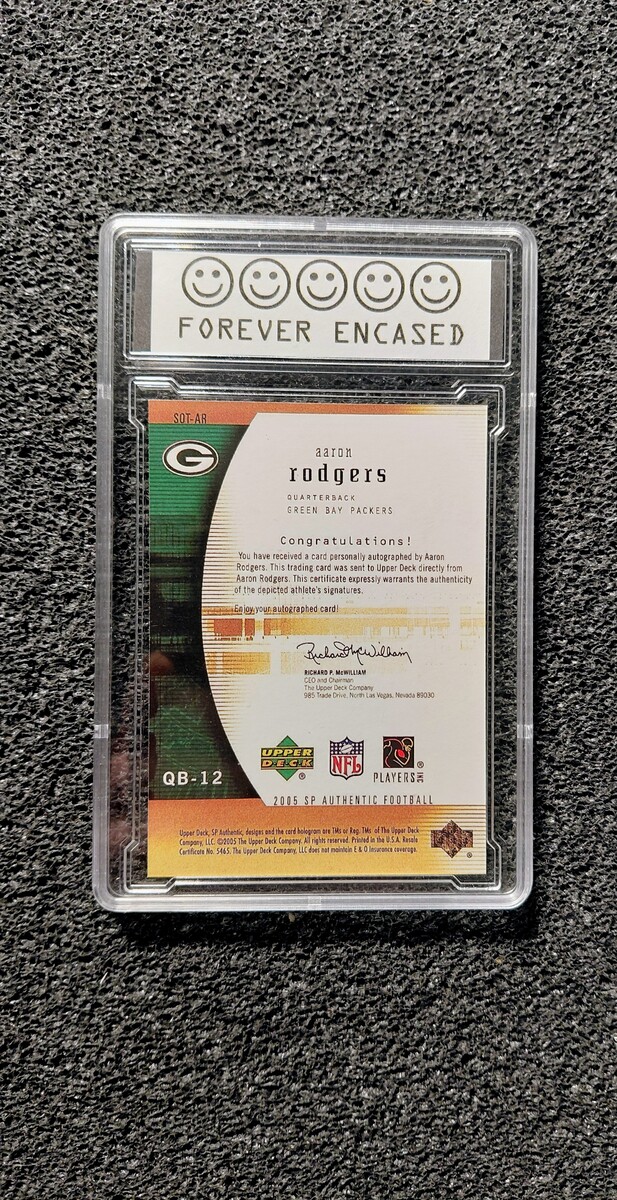 FOREVER ENCASED
SOT-AR
G
aaron
rodgers
QUARTERBACK
GREEN BAY PACKERS
Congratulations!
You have received a card personally autographed by Aaron
Rodgers. This trading card was sent to Upper Deck directly from
Aaron Rodgers. This certificate expressly warrants the authenticity
of the depicted athlete's signatures.
Enjoy your autographed card!
Richard P. McWilliam
RICHARD P. McWILLIAM
CEO and Chairman
The Upper Deck Company
985 Trade Drive, North Las Vegas, Nevada 89030
UPPER
DECK
®
NFL
PLAYERS INC
®
QB-12
2005 SP AUTHENTIC FOOTBALL
Upper Deck, SP Authentic, designs and the card hologram are TMs or Reg. TMs of The Upper Deck
Company, LLC. ©2005 The Upper Deck Company. All rights reserved. Printed in the U.S.A. Resale
Certificate No. 5465. The Upper Deck Company, LLC does not maintain E & O Insurance coverage.
®